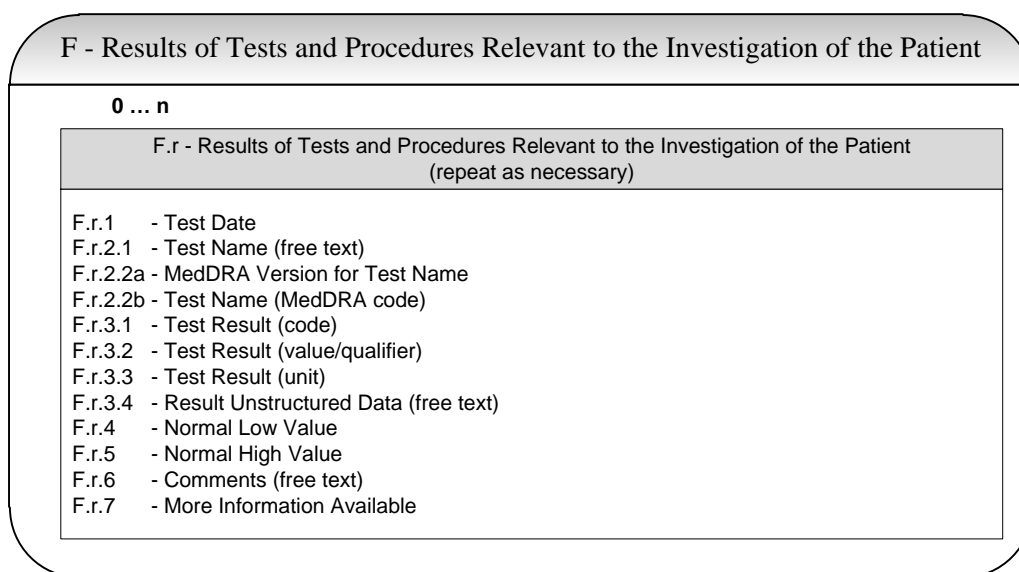 F - Results of Tests and Procedures Relevant to the Investigation of the Patient
0 … n
F.r - Results of Tests and Procedures Relevant to the Investigation of the Patient
(repeat as necessary)
F.r.1 - Test Date
F.r.2.1 - Test Name (free text)
F.r.2.2a - MedDRA Version for Test Name
F.r.2.2b - Test Name (MedDRA code)
F.r.3.1 - Test Result (code)
F.r.3.2 - Test Result (value/qualifier)
F.r.3.3 - Test Result (unit)
F.r.3.4 - Result Unstructured Data (free text)
F.r.4 - Normal Low Value
F.r.5 - Normal High Value
F.r.6 - Comments (free text)
F.r.7 - More Information Available